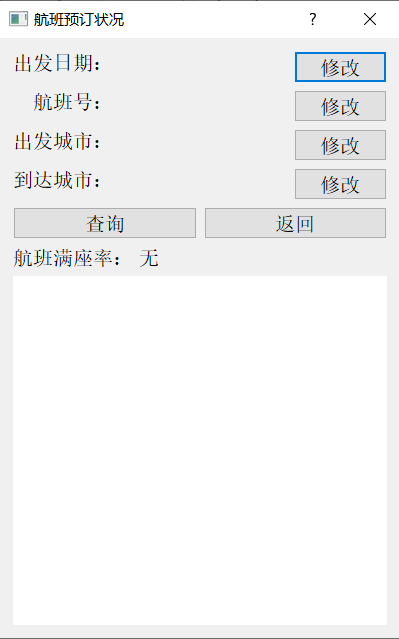 航班预订状况 ?
出发日期： 修改
航班号： 修改
出发城市： 修改
到达城市： 修改
查询 返回
航班满座率： 无